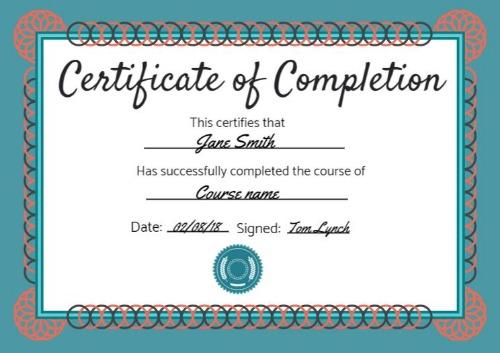 Certificate of Completion
This certifies that
Jane Smith
Has successfully completed the course of
Course name
Date: 02/08/18 Signed: Tom Lynch